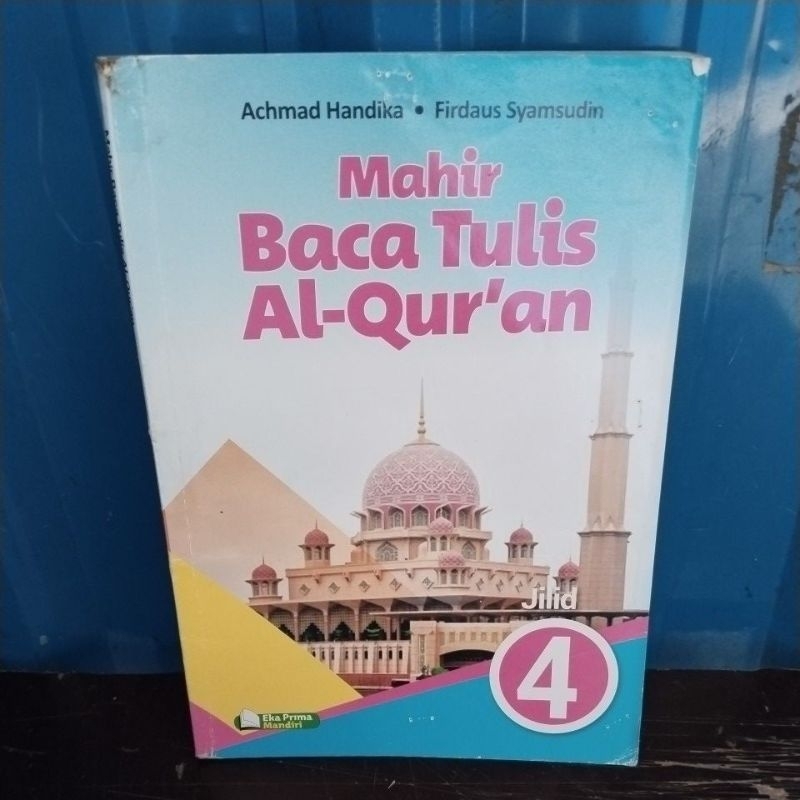 Achmad Handika • Firdaus Syamsudin
Mahir
Baca Tulis
Al-Qur'an
Jilid
4
Eka Prima
Mandiri